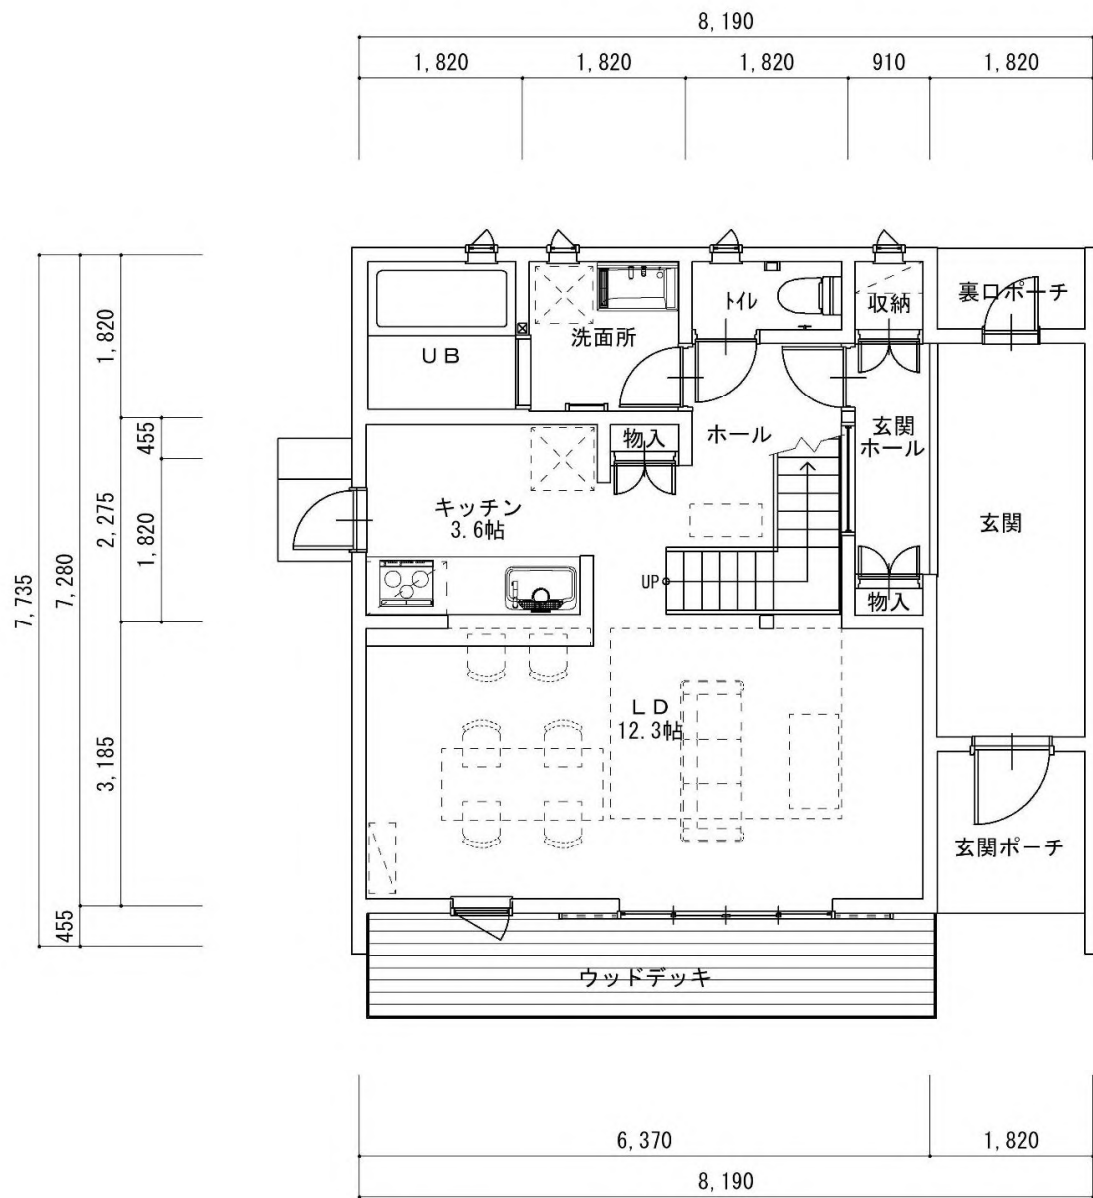 8,190
1,820
1,820
1,820
910
1,820
裏口ポーチ
トイレ
収納
洗面所
UB
1,820
物入
ホール
玄関
ホール
455
キッチン
3.6帖
玄関
2,275
1,820
7,280
7,735
UP
物入
LD
12.3帖
3,185
玄関ポーチ
455
ウッドデッキ
6,370
1,820
8,190